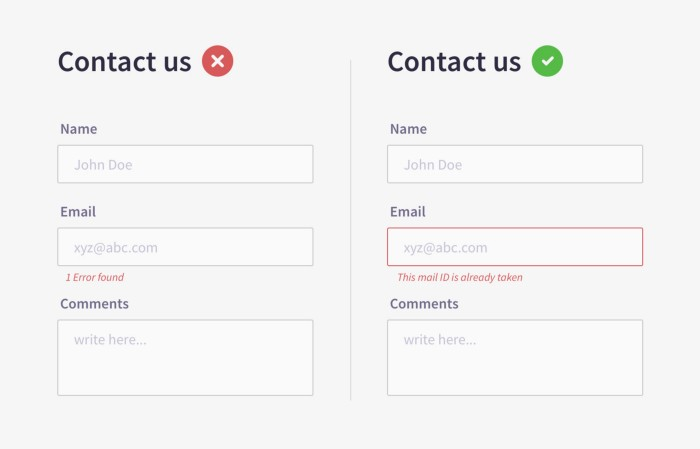 Contact us
Name
John Doe
Email
xyz@abc.com
1 Error found
Comments
write here...
Contact us
Name
John Doe
Email
xyz@abc.com
This mail ID is already taken
Comments
write here...